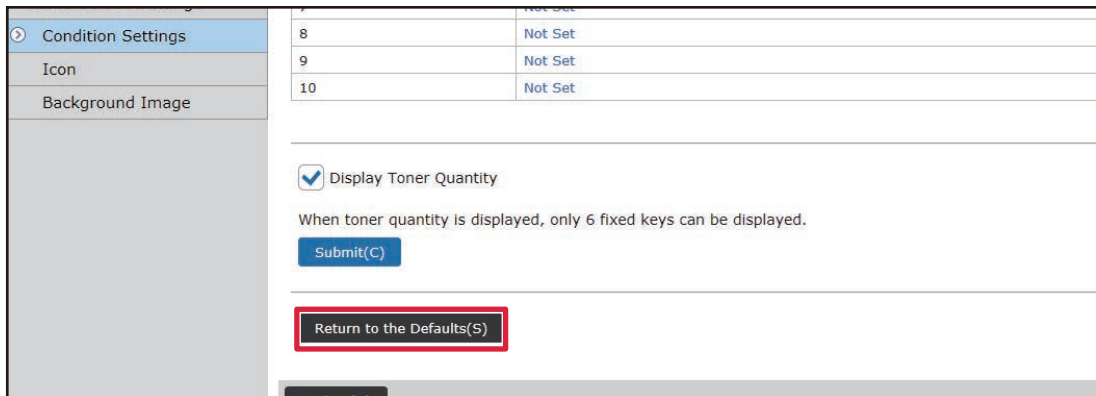 Condition Settings
Icon
Background Image
8 Not Set
9 Not Set
10 Not Set
Display Toner Quantity
When toner quantity is displayed, only 6 fixed keys can be displayed.
Submit(C)
Return to the Defaults(S)